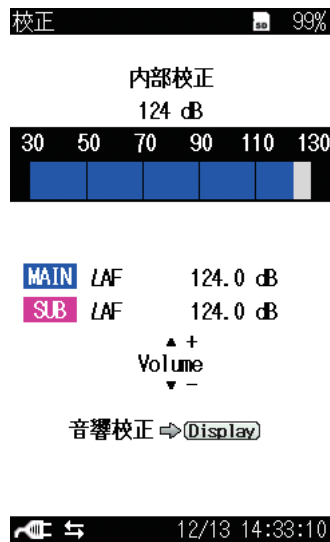 校正 SD 99%
内部校正
124 dB
30 50 70 90 110 130
MAIN LAF 124.0 dB
SUB LAF 124.0 dB
▲ +
Volume
▼ −
音響校正 ⇨ Display
12/13 14:33:10